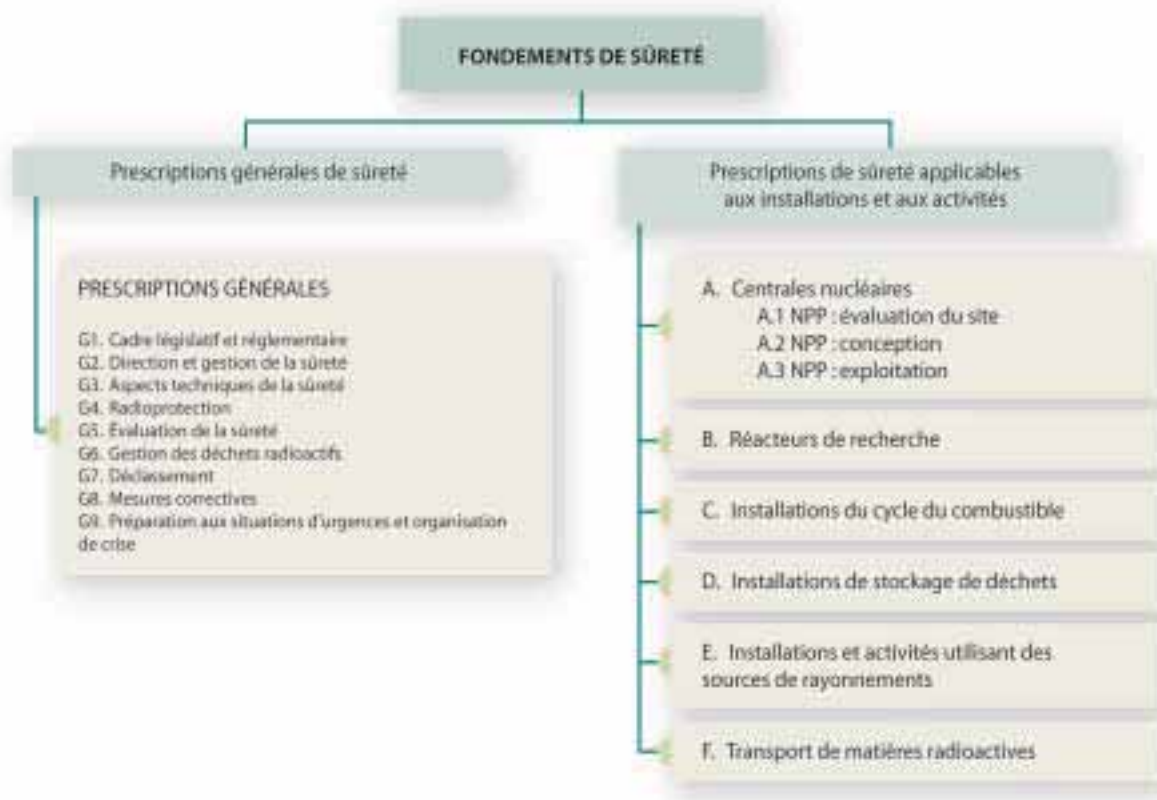 FONDEMENTS DE SÛRETÉ
Prescriptions générales de sûreté
PRESCRIPTIONS GÉNÉRALES
G1. Cadre législatif et réglementaire
G2. Direction et gestion de la sûreté
G3. Aspects techniques de la sûreté
G4. Radioprotection
G5. Evaluation de la sûreté
G6. Gestion des déchets radioactifs
G7. Déclassement
G8. Mesures correctives
G9. Préparation aux situations d'urgences et organisation
de crise
Prescriptions de sûreté applicables
aux installations et aux activités
A. Centrales nucléaires
A.1 NPP : évaluation du site
A.2 NPP : conception
A.3 NPP : exploitation
B. Réacteurs de recherche
C. Installations du cycle du combustible
D. Installations de stockage de déchets
E. Installations et activités utilisant des
sources de rayonnements
F. Transport de matières radioactives